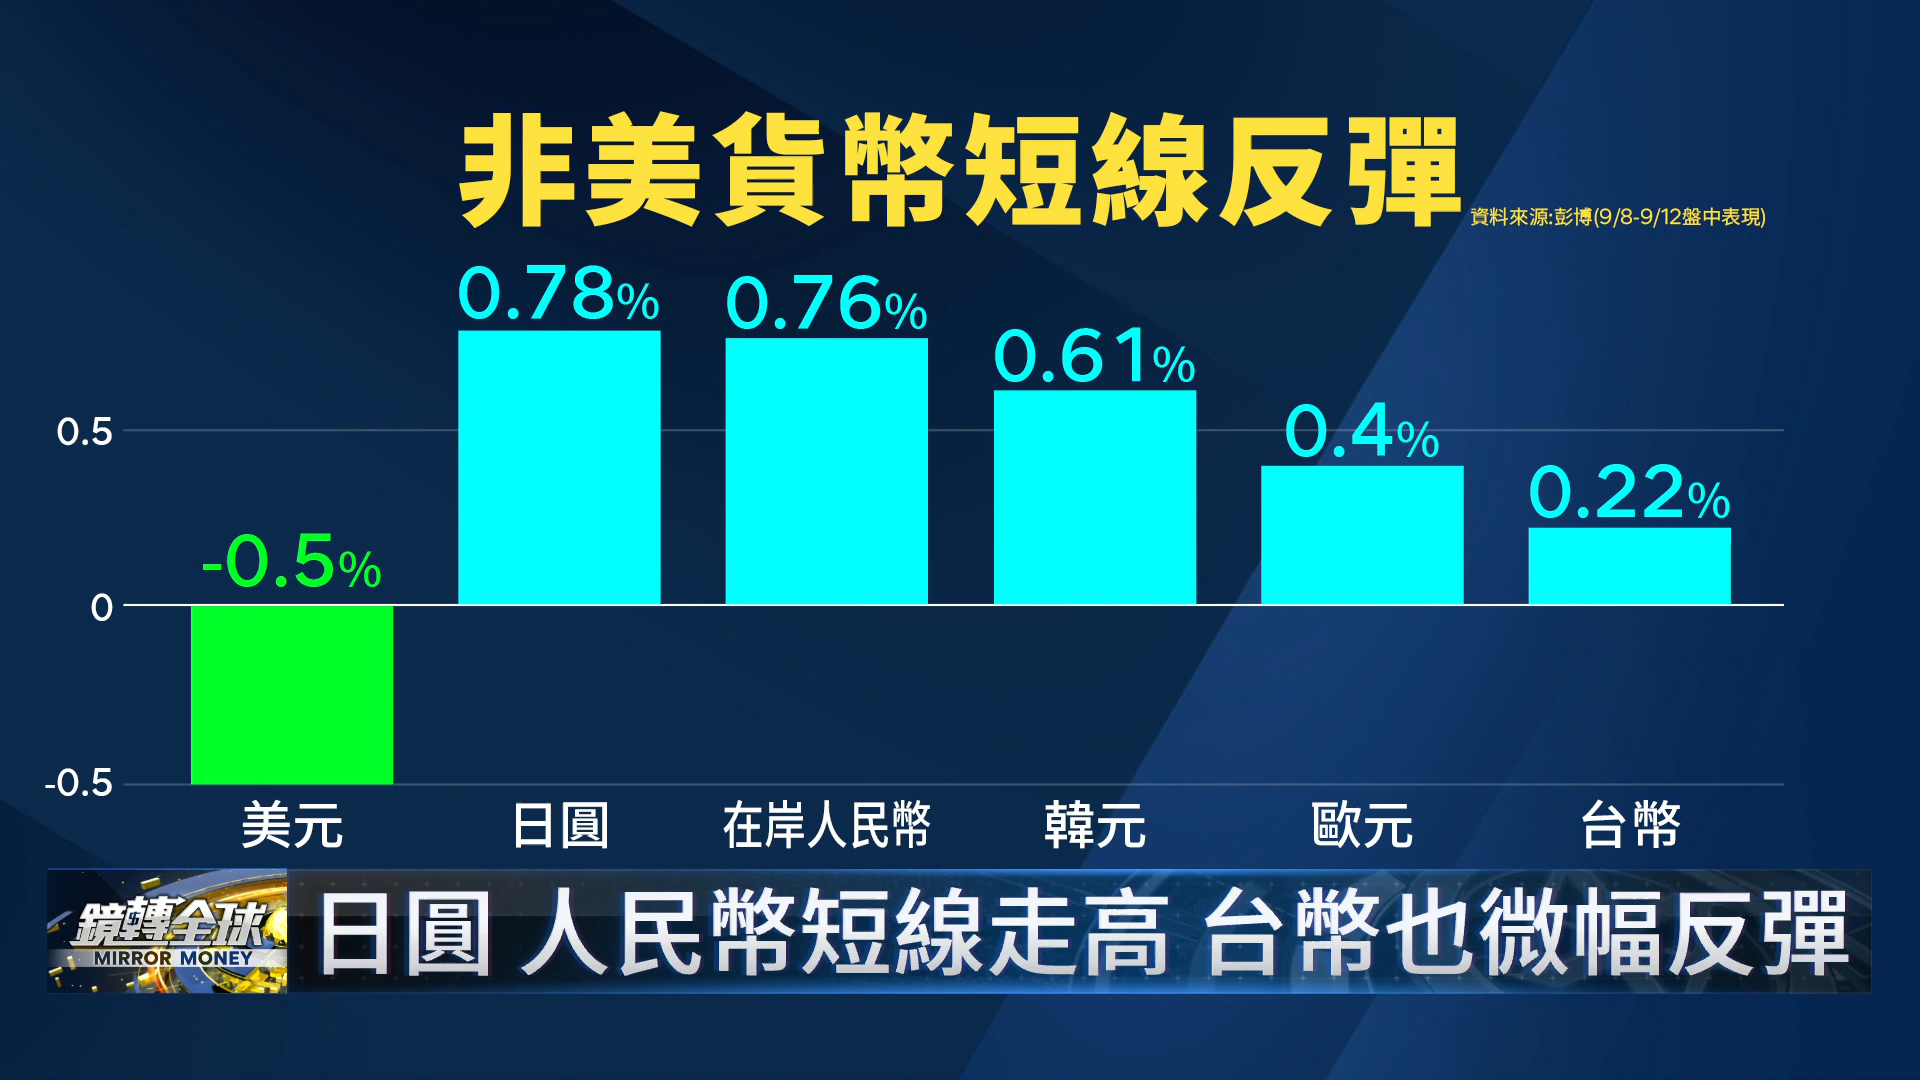 非美貨幣短線反彈
資料來源:彭博(9/8-9/12盤中表現)
0.78%
0.76%
0.61%
0.5
0.4%
0.22%
-0.5%
0
-0.5
美元 日圓 在岸人民幣 韓元 歐元 台幣
鏡轉全球
MIRROR MONEY
日圓 人民幣短線走高 台幣也微幅反彈